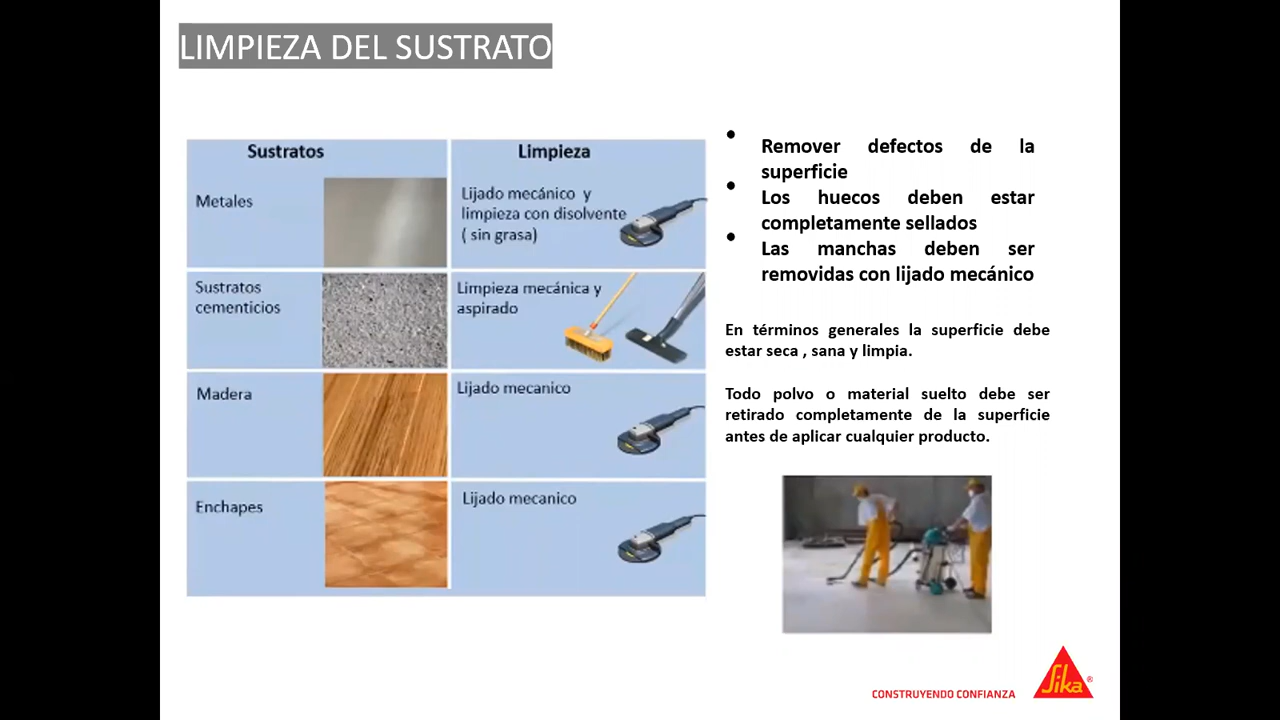 LIMPIEZA DEL SUSTRATO
Sustratos
Limpieza
Metales
Lijado mecánico y
limpieza con disolvente
( sin grasa)
Sustratos
cementicios
Limpieza mecánica y
aspirado
Madera
Lijado mecanico
Enchapes
Lijado mecanico
• Remover defectos de la
superficie
• Los huecos deben estar
completamente sellados
• Las manchas deben ser
removidas con lijado mecánico
En términos generales la superficie debe
estar seca , sana y limpia.
Todo polvo o material suelto debe ser
retirado completamente de la superficie
antes de aplicar cualquier producto.
CONSTRUYENDO CONFIANZA
Sika®